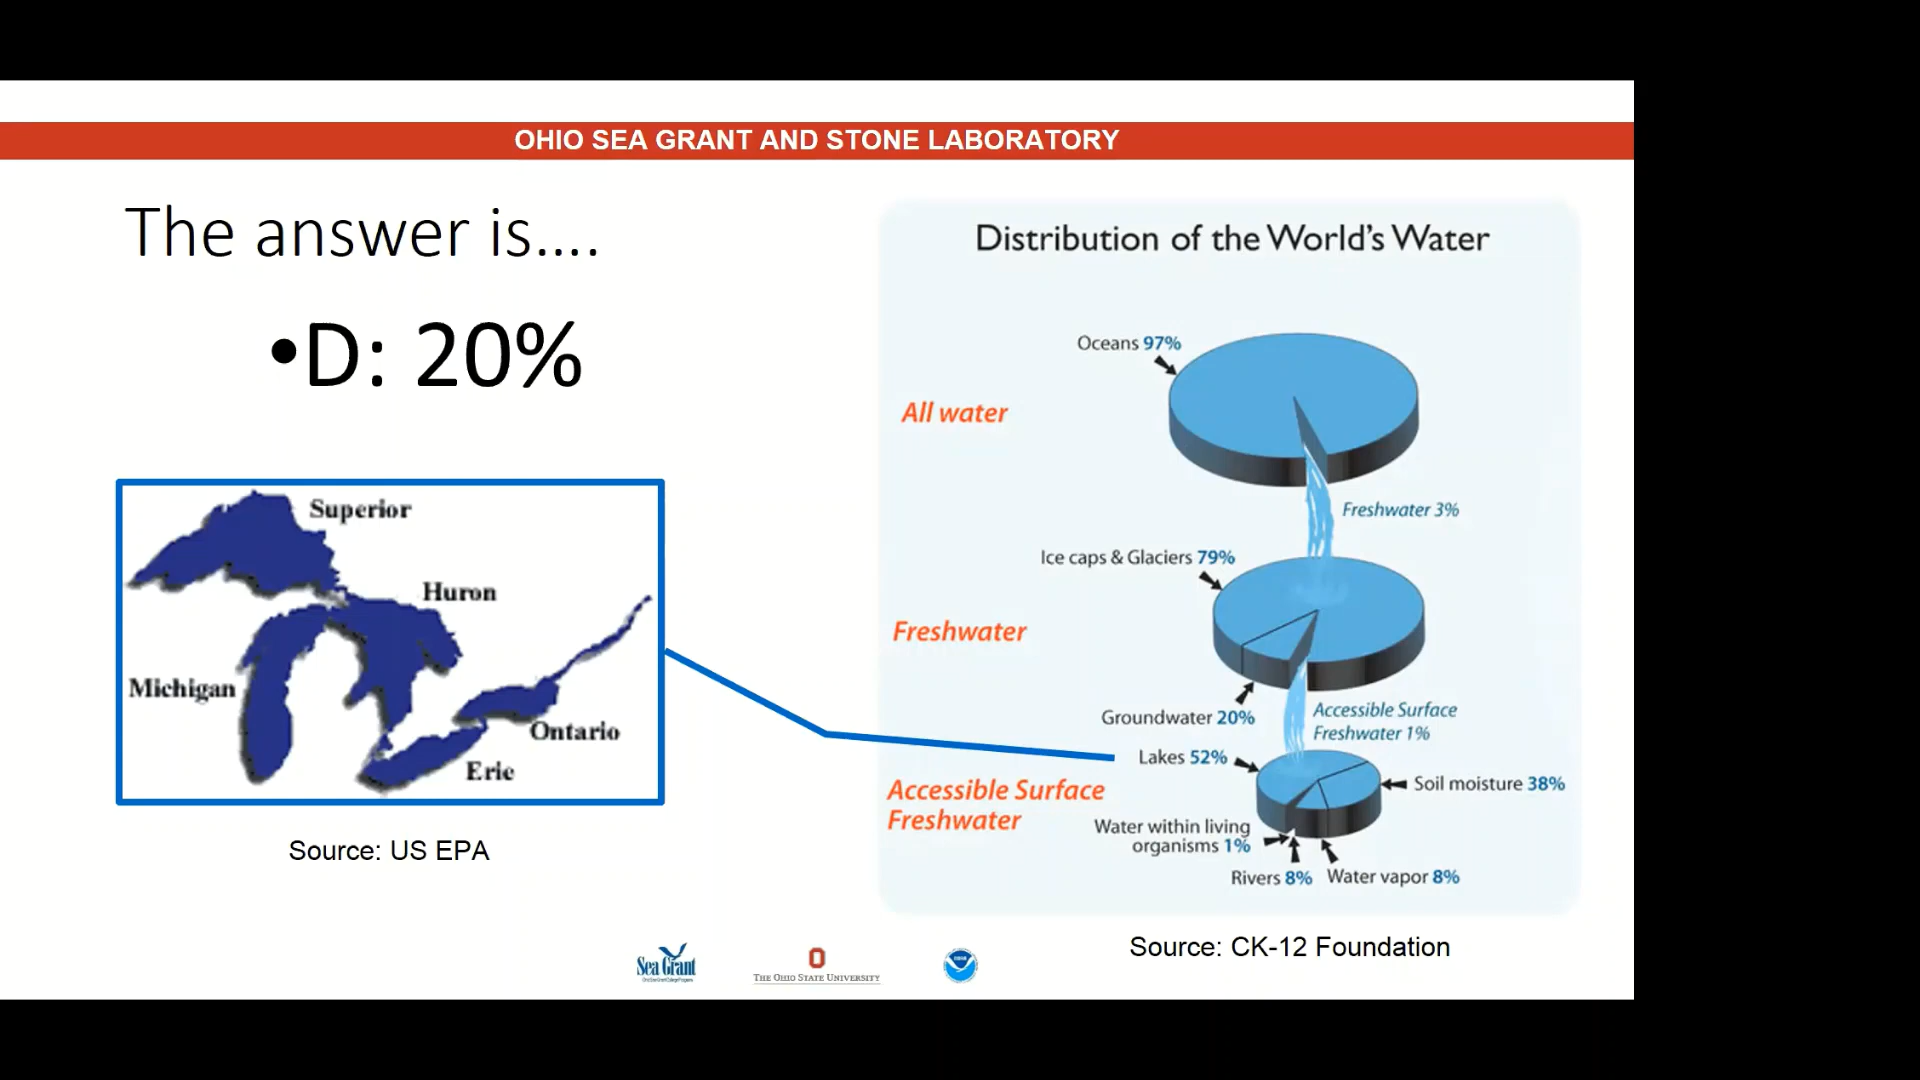 OHIO SEA GRANT AND STONE LABORATORY
The answer is....
•D: 20%
Superior
Huron
Michigan
Ontario
Erie
Source: US EPA
Distribution of the World's Water
Oceans 97%
All water
Freshwater 3%
Ice caps & Glaciers 79%
Freshwater
Groundwater 20%
Accessible Surface
Freshwater 1%
Lakes 52%
Soil moisture 38%
Accessible Surface
Freshwater
Water within living
organisms 1%
Rivers 8%
Water vapor 8%
Source: CK-12 Foundation
Sea Grant
THE OHIO STATE UNIVERSITY